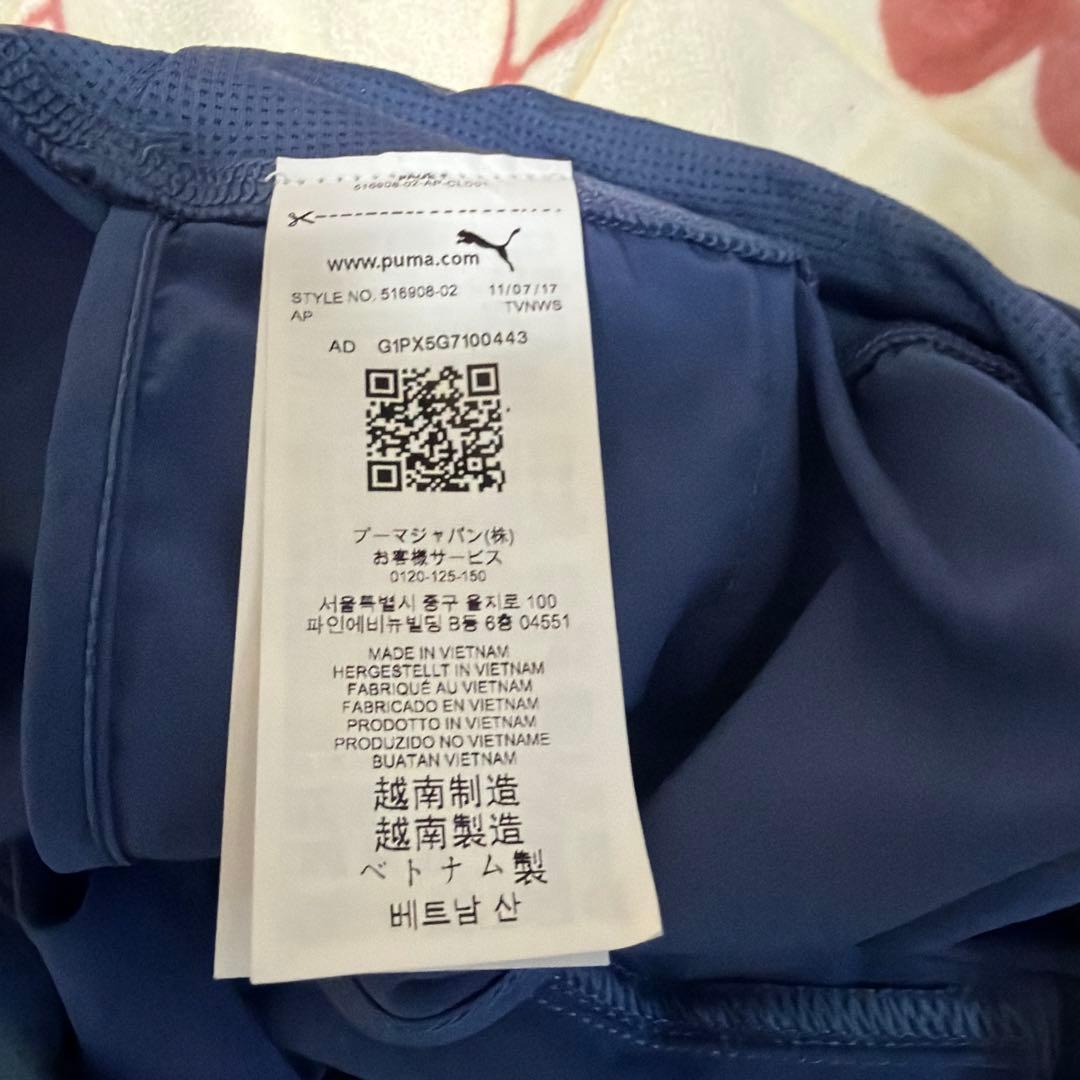 516908-02-AP-CLD01
www.puma.com
STYLE NO. 516908-02 11/07/17
AP TVNWS
AD G1PX5G7100443
プーマジャパン(株)
お客様サービス
0120-125-150
서울특별시 중구 을지로 100
파인에비뉴빌딩 B동 6층 04551
MADE IN VIETNAM
HERGESTELLT IN VIETNAM
FABRIQUÉ AU VIETNAM
FABRICADO EN VIETNAM
PRODOTTO IN VIETNAM
PRODUZIDO NO VIETNAME
BUATAN VIETNAM
越南制造
越南製造
ベトナム製
베트남 산